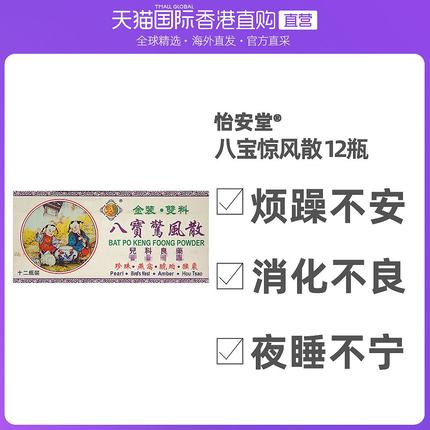 TMALL GLOBAL
天猫国际香港直购 直营
全球精选·海外直发·官方直采
怡安堂®
八宝惊风散 12瓶
烦躁不安
消化不良
夜睡不宁
金裝·雙料
八寶驚風散
BAT PO KENG FOONG POWDER
兒科良藥
珍珠·燕窩·琥珀·猴棗
Pearl · Bird's Nest · Amber · Hou Tsao
十二瓶裝